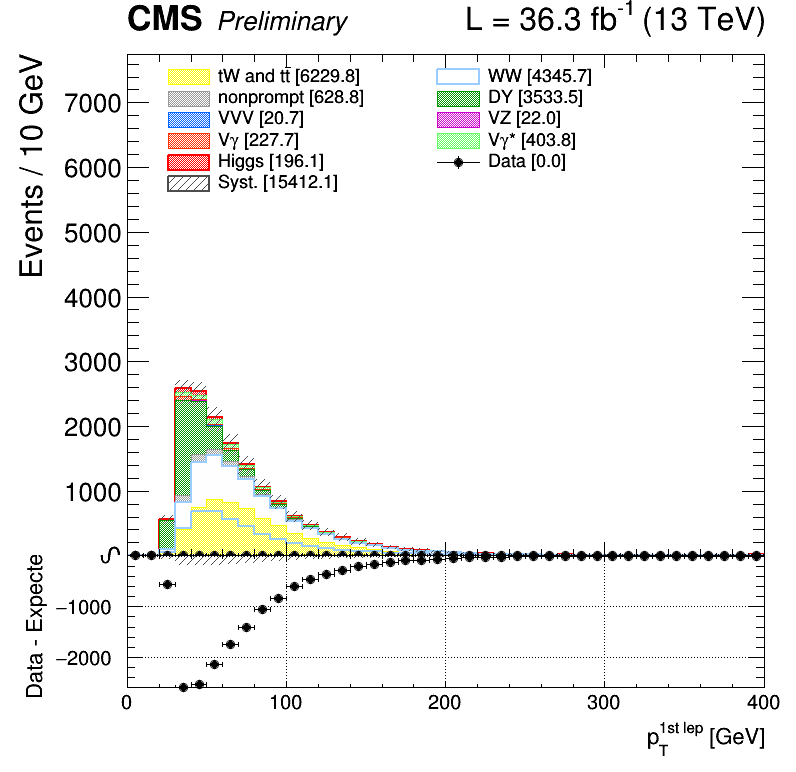 CMS Preliminary L = 36.3 fb⁻¹ (13 TeV)
Events / 10 GeV
tW and tt̄ [6229.8]
nonprompt [628.8]
VVV [20.7]
Vγ [227.7]
Higgs [196.1]
Syst. [15412.1]
WW [4345.7]
DY [3533.5]
VZ [22.0]
Vγ* [403.8]
Data [0.0]
7000
6000
5000
4000
3000
2000
1000
0
Data - Expecte
−1000
−2000
0 100 200 300 400
p_T^1st lep [GeV]